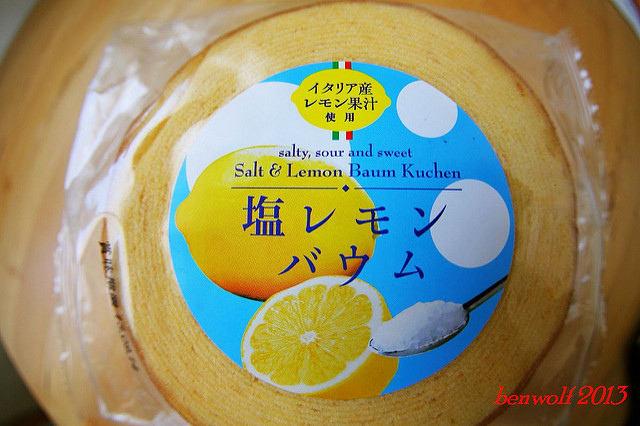 イタリア産
レモン果汁
使用
salty, sour and sweet
Salt & Lemon Baum Kuchen
塩レモン
バウム
benwolf 2013